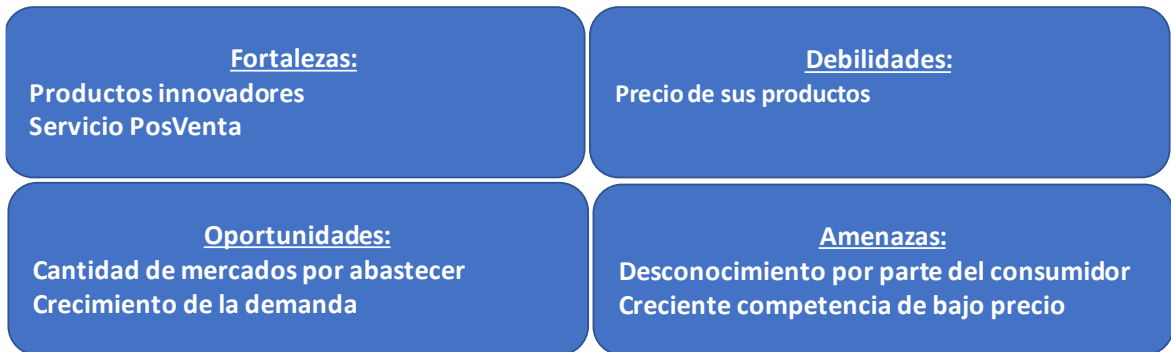 Fortalezas:
Productos innovadores
Servicio PosVenta
Debilidades:
Precio de sus productos
Oportunidades:
Cantidad de mercados por abastecer
Crecimiento de la demanda
Amenazas:
Desconocimiento por parte del consumidor
Creciente competencia de bajo precio